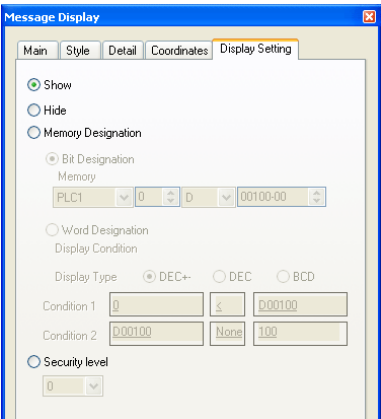 Message Display
Main Style Detail Coordinates Display Setting
Show
Hide
Memory Designation
Bit Designation
Memory
PLC1 0 D 00100-00
Word Designation
Display Condition
Display Type DEC+- DEC BCD
Condition 1 0 < D00100
Condition 2 D00100 None 100
Security level
0